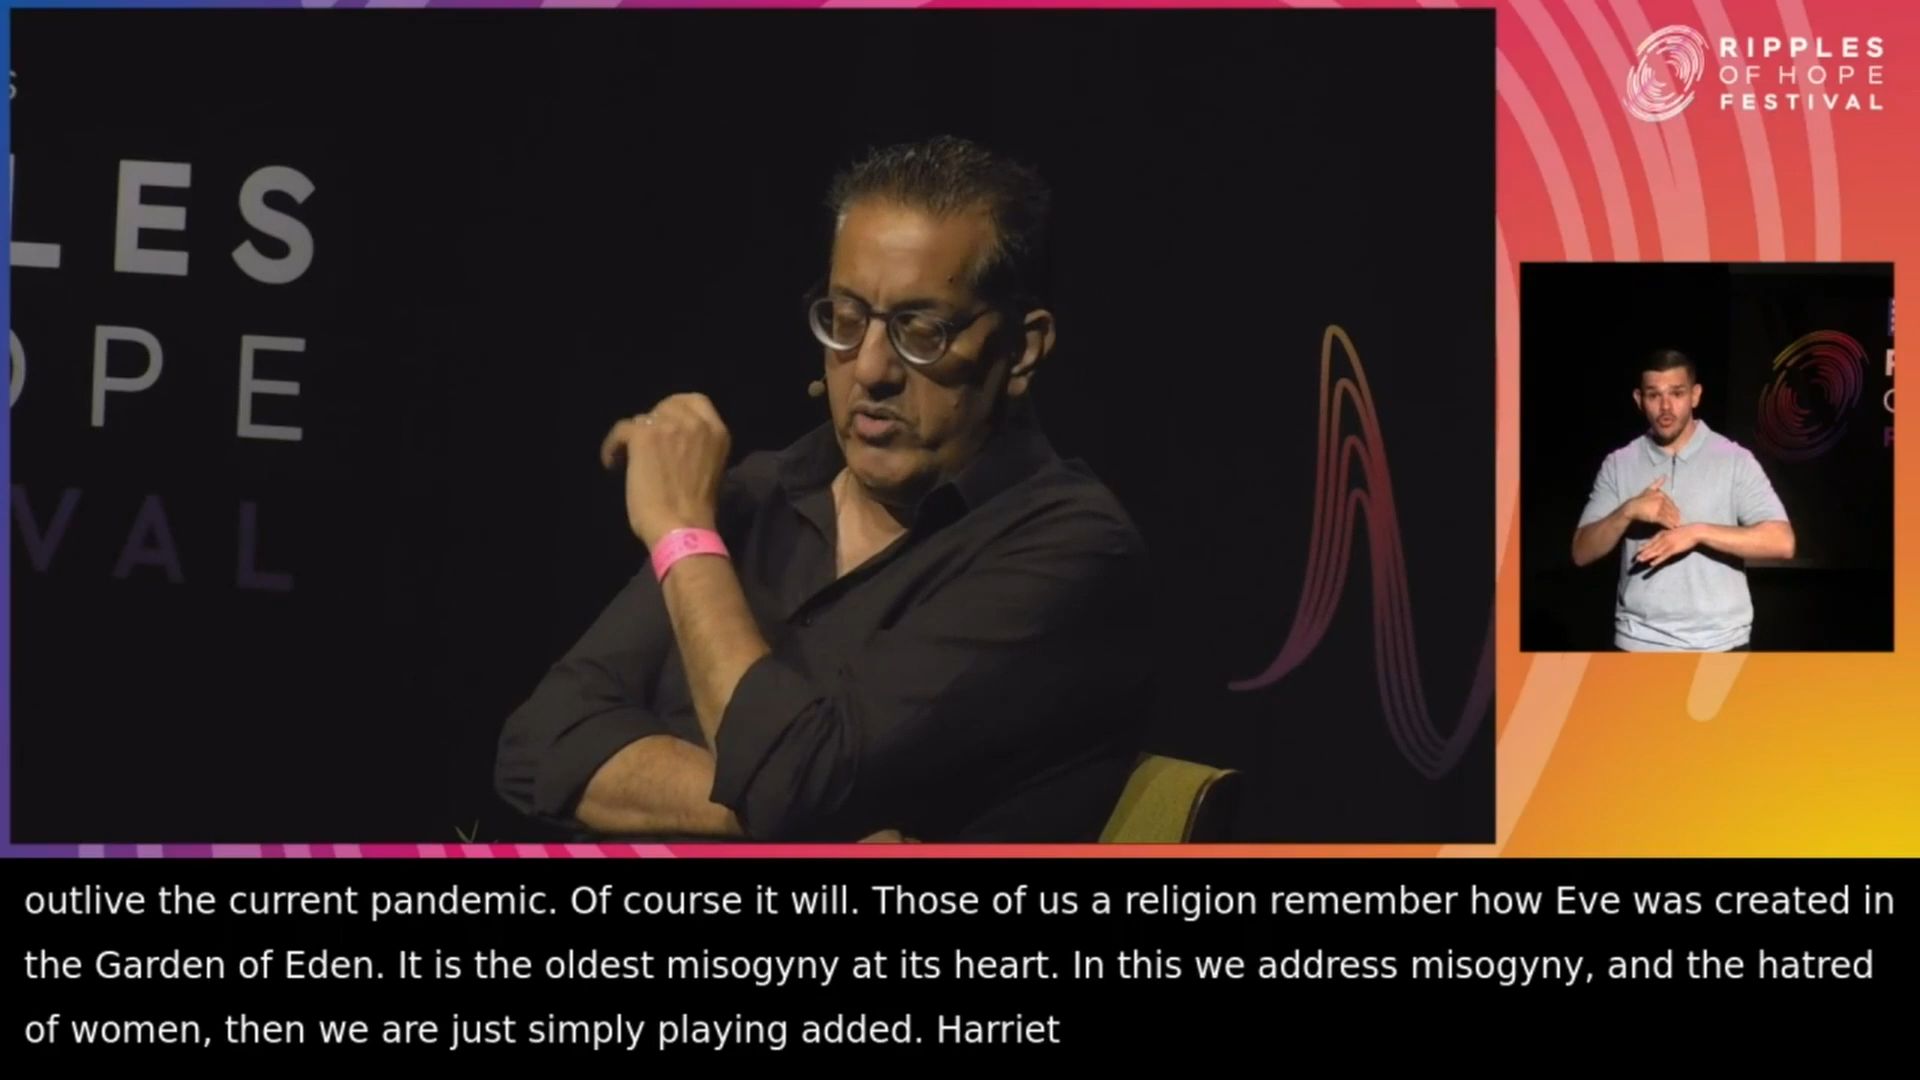 S
LES
OPE
VAL
RIPPLES
OF HOPE
FESTIVAL
outlive the current pandemic. Of course it will. Those of us a religion remember how Eve was created in
the Garden of Eden. It is the oldest misogyny at its heart. In this we address misogyny, and the hatred
of women, then we are just simply playing added. Harriet